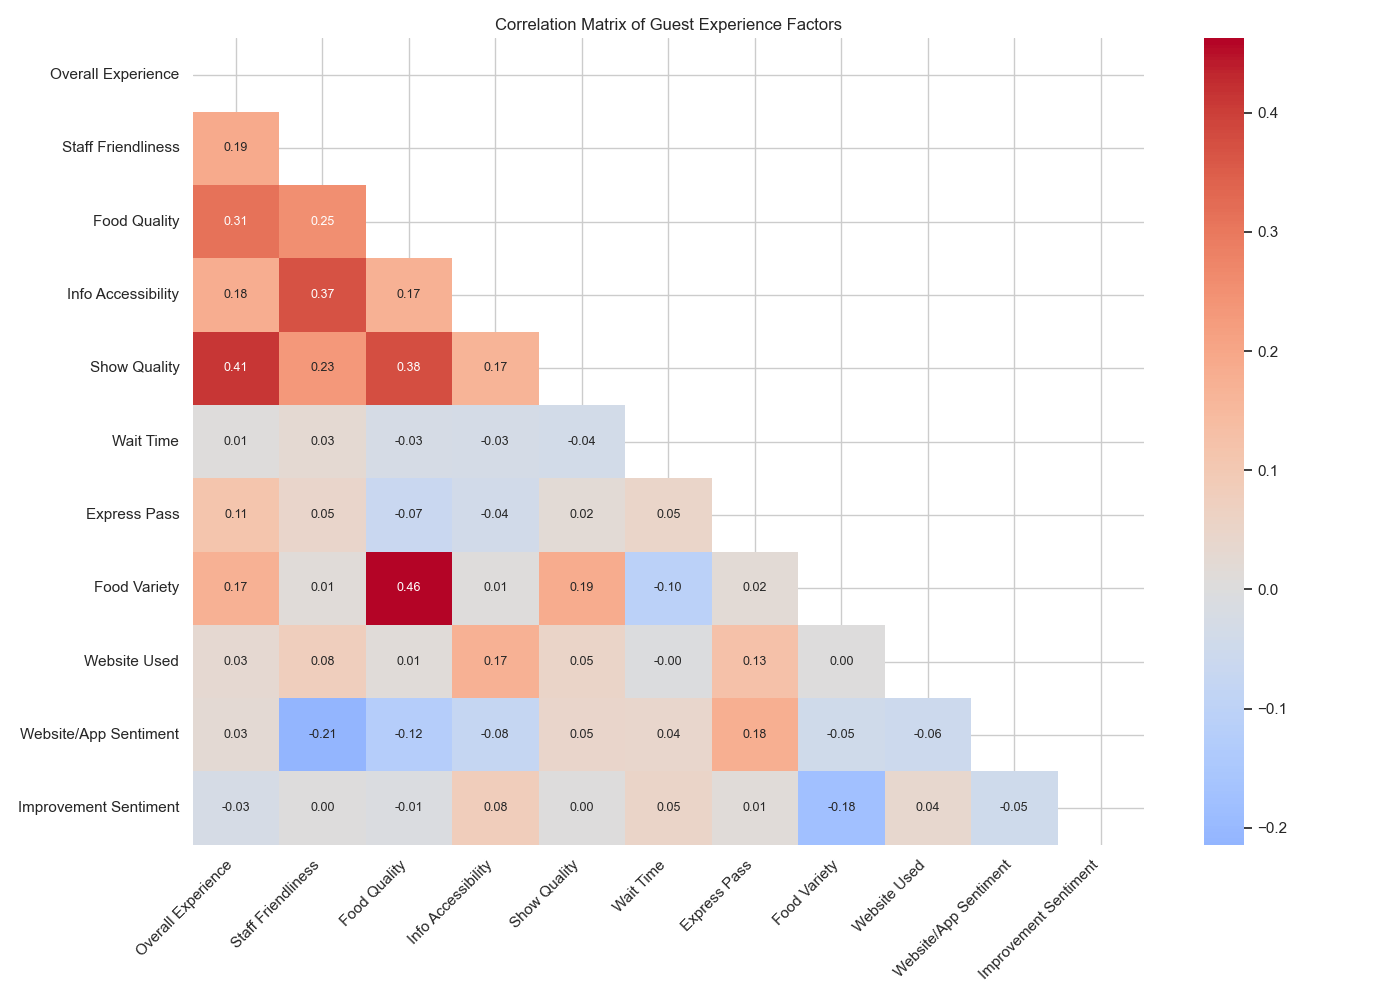 Correlation Matrix of Guest Experience Factors
Overall Experience
Staff Friendliness 0.19
Food Quality 0.31 0.25
Info Accessibility 0.18 0.37 0.17
Show Quality 0.41 0.23 0.38 0.17
Wait Time 0.01 0.03 -0.03 -0.03 -0.04
Express Pass 0.11 0.05 -0.07 -0.04 0.02 0.05
Food Variety 0.17 0.01 0.46 0.01 0.19 -0.10 0.02
Website Used 0.03 0.08 0.01 0.17 0.05 -0.00 0.13 0.00
Website/App Sentiment 0.03 -0.21 -0.12 -0.08 0.05 0.04 0.18 -0.05 -0.06
Improvement Sentiment -0.03 0.00 -0.01 0.08 0.00 0.05 0.01 -0.18 0.04 -0.05
Overall Experience
Staff Friendliness
Food Quality
Info Accessibility
Show Quality
Wait Time
Express Pass
Food Variety
Website Used
Website/App Sentiment
Improvement Sentiment
0.4
0.3
0.2
0.1
0.0
−0.1
−0.2